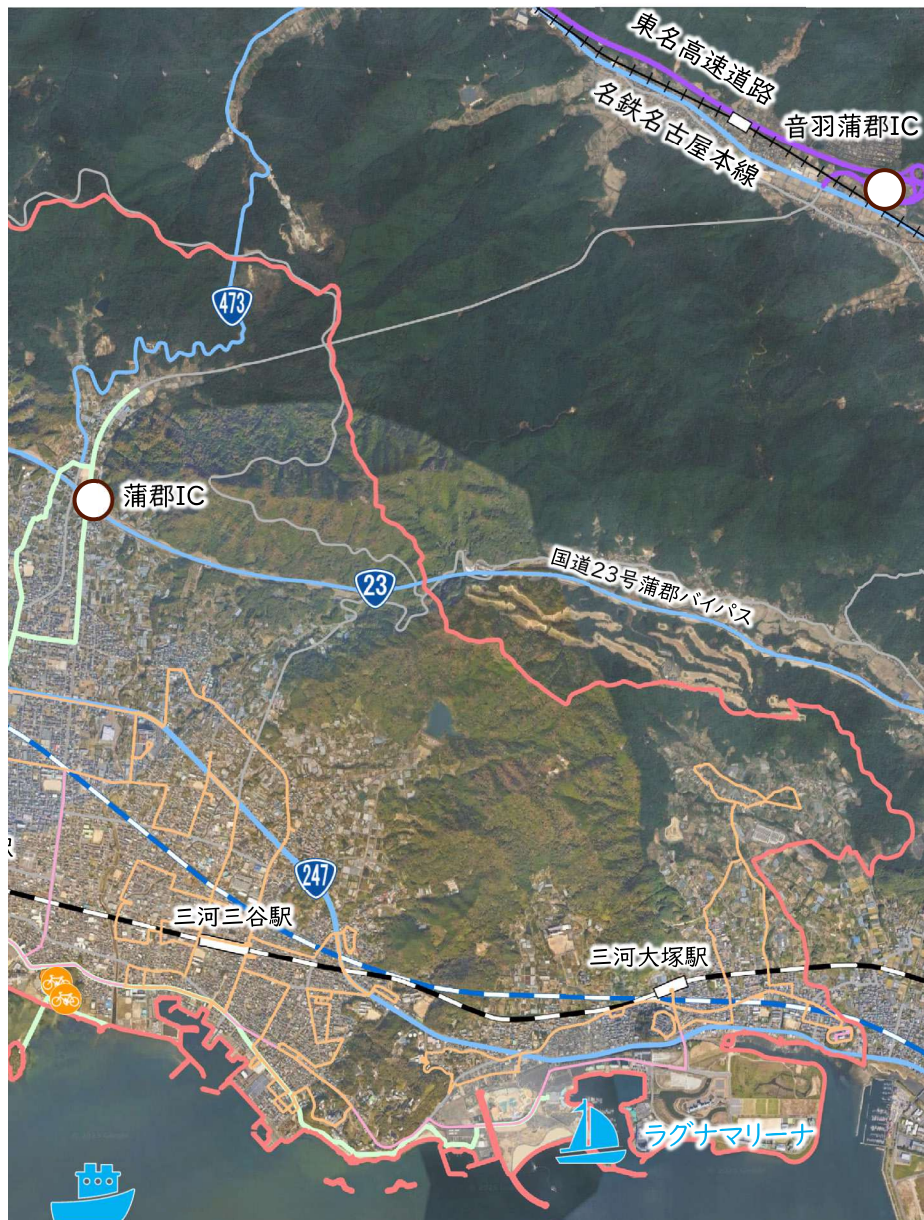 東名高速道路
名鉄名古屋本線
音羽蒲郡IC
473
蒲郡IC
23
国道23号蒲郡バイパス
247
駅
三河三谷駅
三河大塚駅
ラグナマリーナ